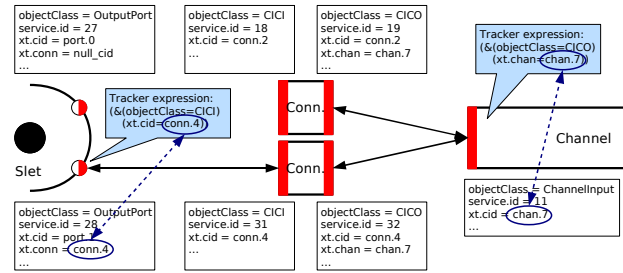 objectClass = OutputPort
service.id = 27
xt.cid = port.0
xt.conn = null_cid
...
objectClass = CICI
service.id = 18
xt.cid = conn.2
...
objectClass = CICO
service.id = 19
xt.cid = conn.2
xt.chan = chan.7
...
Tracker expression:
(&(objectClass=CICO)
(xt.chan=chan.7))
Tracker expression:
(&(objectClass=CICI)
(xt.cid=conn.4))
Conn.
Conn.
Channel
Slet
objectClass = OutputPort
service.id = 28
xt.cid = port.1
xt.conn = conn.4
...
objectClass = CICI
service.id = 31
xt.cid = conn.4
...
objectClass = CICO
service.id = 32
xt.cid = conn.4
xt.chan = chan.7
...
objectClass = ChannelInput
service.id = 11
xt.cid = chan.7
...